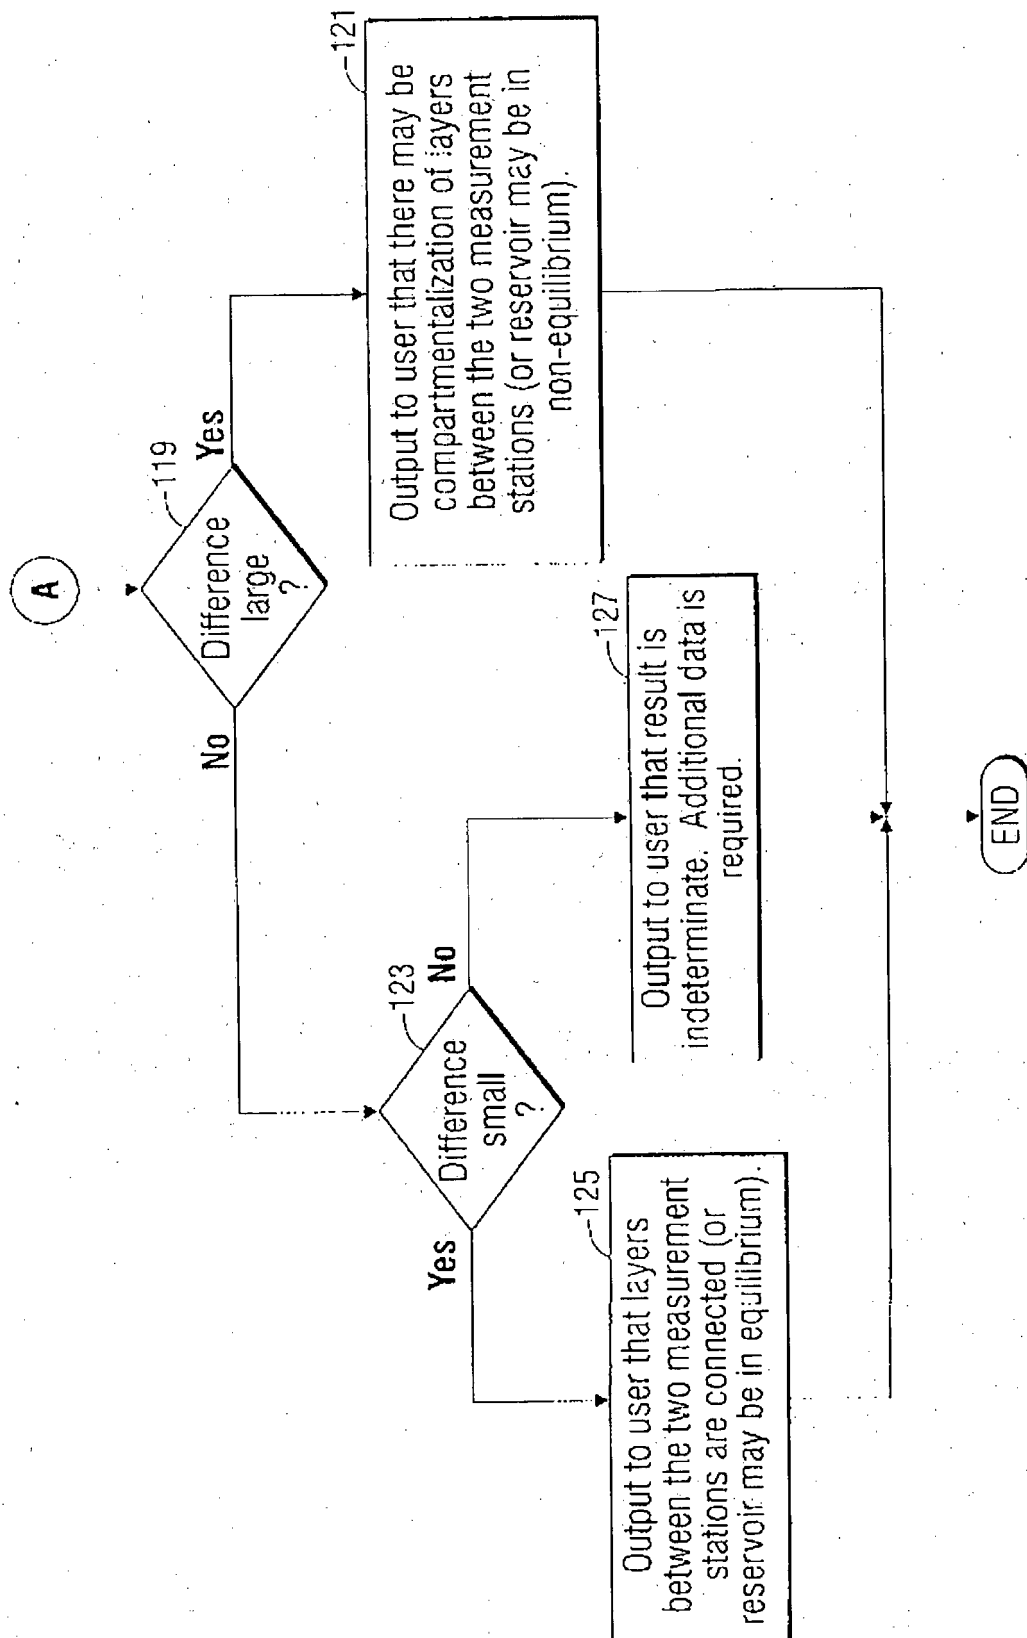 A
Difference
large
?
119
Yes
No
Output to user that there may be
compartmentalization of layers
between the two measurement
stations (or reservoir may be in
non-equilibrium).
121
Difference
small
?
123
Yes
No
Output to user that layers
between the two measurement
stations are connected (or
reservoir may be in equilibrium).
125
Output to user that result is
indeterminate. Additional data is
required.
127
END